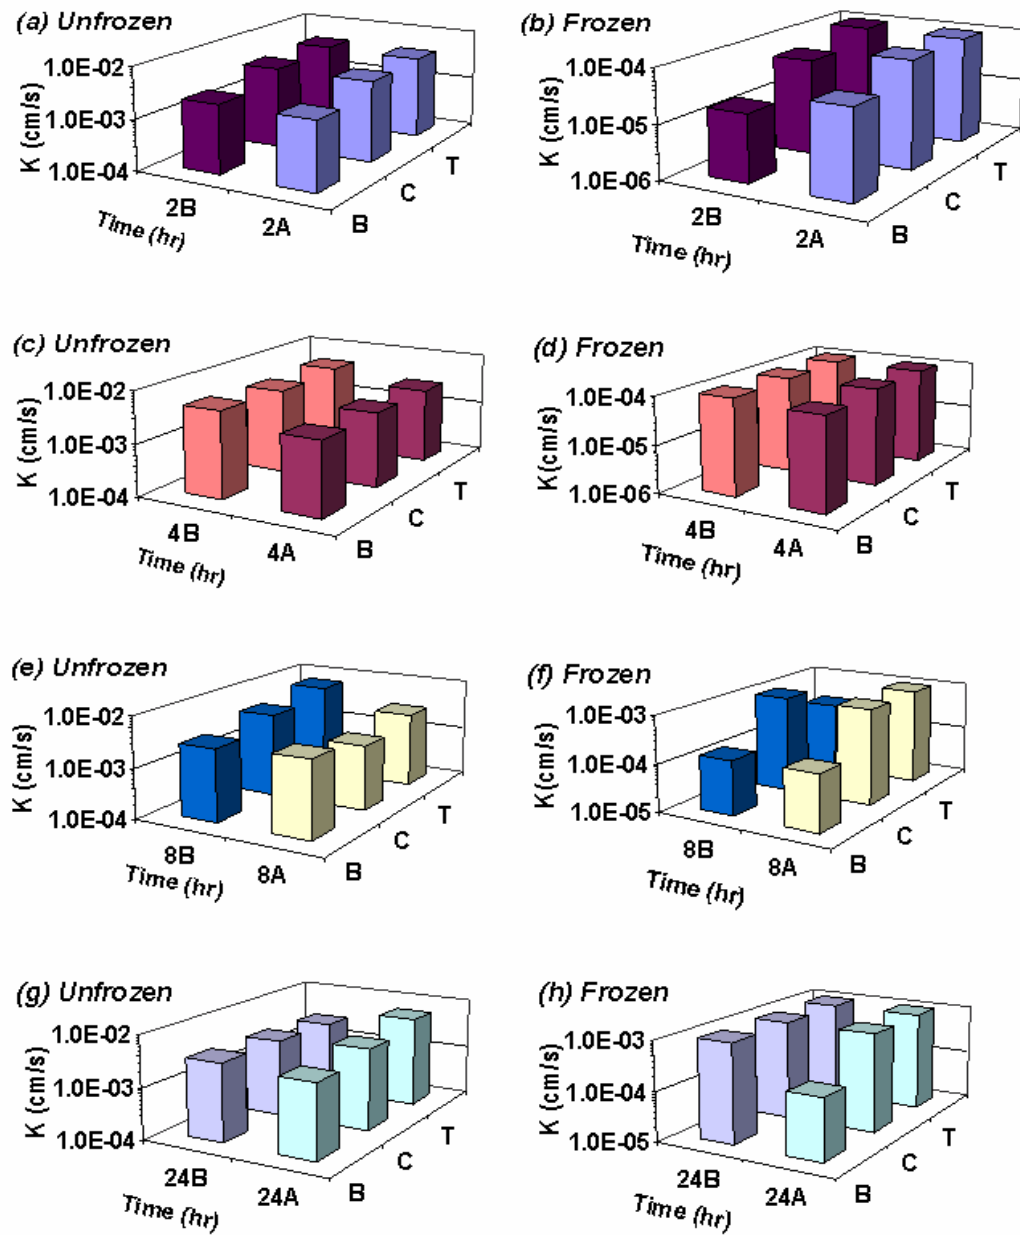 (a) Unfrozen
K (cm/s)
1.0E-02
1.0E-03
1.0E-04
2B
2A
Time (hr)
B
C
T
(b) Frozen
K (cm/s)
1.0E-04
1.0E-05
1.0E-06
2B
2A
Time (hr)
B
C
T
(c) Unfrozen
K (cm/s)
1.0E-02
1.0E-03
1.0E-04
4B
4A
Time (hr)
B
C
T
(d) Frozen
K(cm/s)
1.0E-04
1.0E-05
1.0E-06
4B
4A
Time (hr)
B
C
T
(e) Unfrozen
K (cm/s)
1.0E-02
1.0E-03
1.0E-04
8B
8A
Time (hr)
B
C
T
(f) Frozen
K(cm/s)
1.0E-03
1.0E-04
1.0E-05
8B
8A
Time (hr)
B
C
T
(g) Unfrozen
K (cm/s)
1.0E-02
1.0E-03
1.0E-04
24B
24A
Time (hr)
B
C
T
(h) Frozen
K (cm/s)
1.0E-03
1.0E-04
1.0E-05
24B
24A
Time (hr)
B
C
T